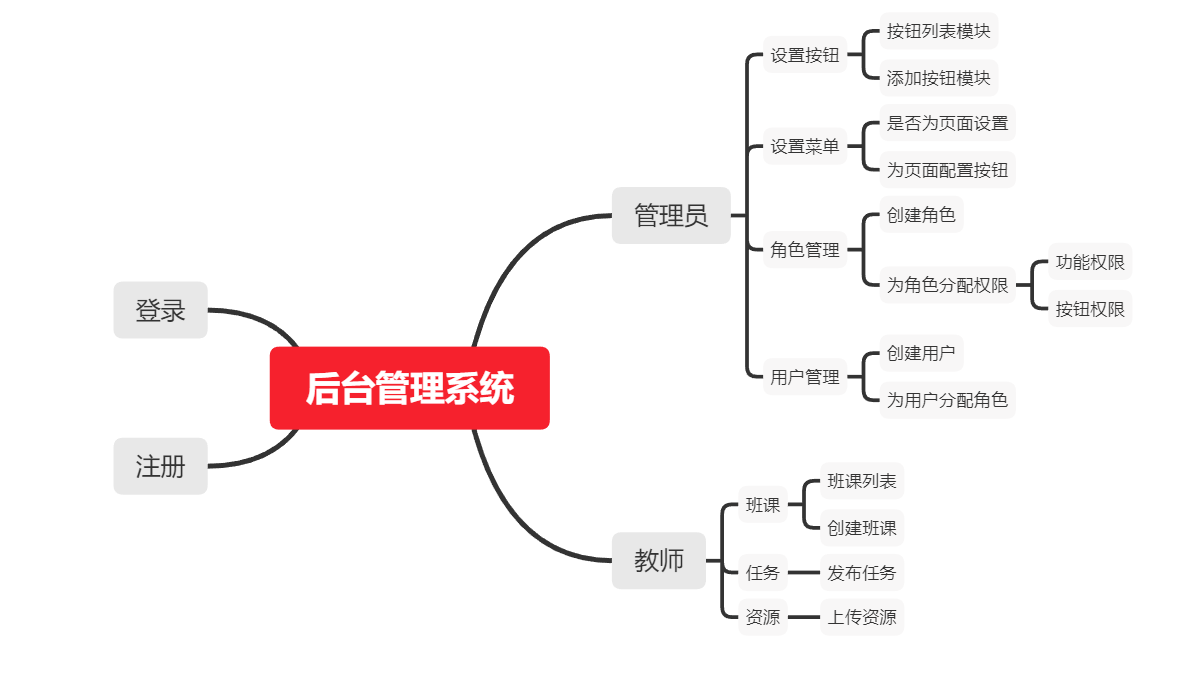 后台管理系统
登录
注册
管理员
设置按钮
按钮列表模块
添加按钮模块
设置菜单
是否为页面设置
为页面配置按钮
角色管理
创建角色
为角色分配权限
功能权限
按钮权限
用户管理
创建用户
为用户分配角色
教师
班课
班课列表
创建班课
任务
发布任务
资源
上传资源